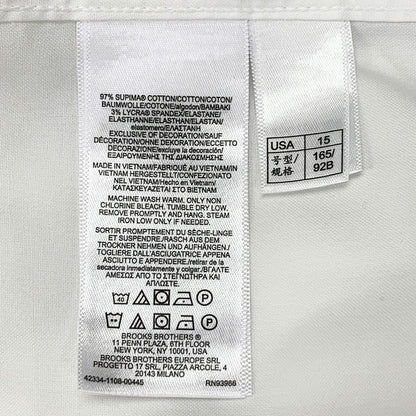 97% SUPIMA® COTTON/COTTON/COTON/
BAUMWOLLE/COTONE/algodon/ΒΑΜΒΑΚΙ
3% LYCRA® SPANDEX/ELASTANE/
ELASTHANNE/ELASTHAN/ELASTAN/
elastomero/ΕΛΑΣΤΑΝ
EXCLUSIVE OF DECORATION/SAUF
DÉCORATION/OHNE DEKORATION/ECCETTO
DECORAZIONE/excluye la decoración/
ΕΞΑΙΡΟΥΜΕΝΗΣ ΤΗΣ ΔΙΑΚΟΣΜΗΣΗΣ
MADE IN VIETNAM/FABRIQUÉ AU VIETNAM/IN
VIETNAM HERGESTELLT/CONFEZIONATO
NEL VIETNAM/Hecho en Vietnam/
ΚΑΤΑΣΚΕΥΑΖΕΤΑΙ ΣΤΟ ΒΙΕΤΝΑΜ
MACHINE WASH WARM. ONLY NON
CHLORINE BLEACH. TUMBLE DRY LOW.
REMOVE PROMPTLY AND HANG. STEAM
IRON LOW IF NEEDED.
SORTIR PROMPTEMENT DU SÈCHE-LINGE
ET SUSPENDRE./RASCH AUS DEM
TROCKNER NEHMEN UND AUFHÄNGEN./
TOGLIERE DALL'ASCIUGATRICE APPENA
ASCIUTTO E APPENDERE./retirar de la
secadora immediatamente y colgar./ΒΓΑΛΤΕ
ΑΜΕΣΩΣ ΑΠΟ ΤΟ ΣΤΕΓΝΩΤΗΡΑ ΚΑΙ
ΑΠΛΩΣΤΕ.
40 P
P
BROOKS BROTHERS ®
11 PENN PLAZA, 6TH FLOOR
NEW YORK, NY 10001, USA
BROOKS BROTHERS EUROPE SRL
PROGETTO 17 SRL, PIAZZA ARCOLE, 4
20143 MILANO
42334-1108-00445 RN93966
USA 15
号型/规格 165/92B